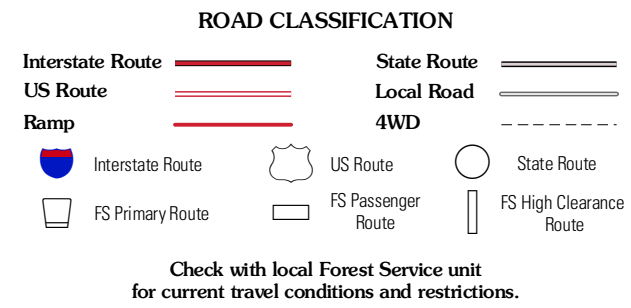 ROAD CLASSIFICATION
Interstate Route
State Route
US Route
Local Road
Ramp
4WD
Interstate Route
US Route
State Route
FS Primary Route
FS Passenger
Route
FS High Clearance
Route
Check with local Forest Service unit
for current travel conditions and restrictions.